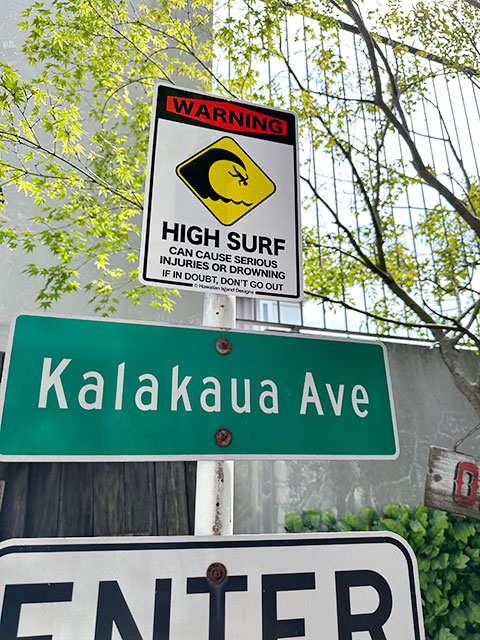 WARNING
HIGH SURF
CAN CAUSE SERIOUS
INJURIES OR DROWNING
IF IN DOUBT, DON'T GO OUT
© Hawaiian Island Designs
Kalakaua Ave
ENTER